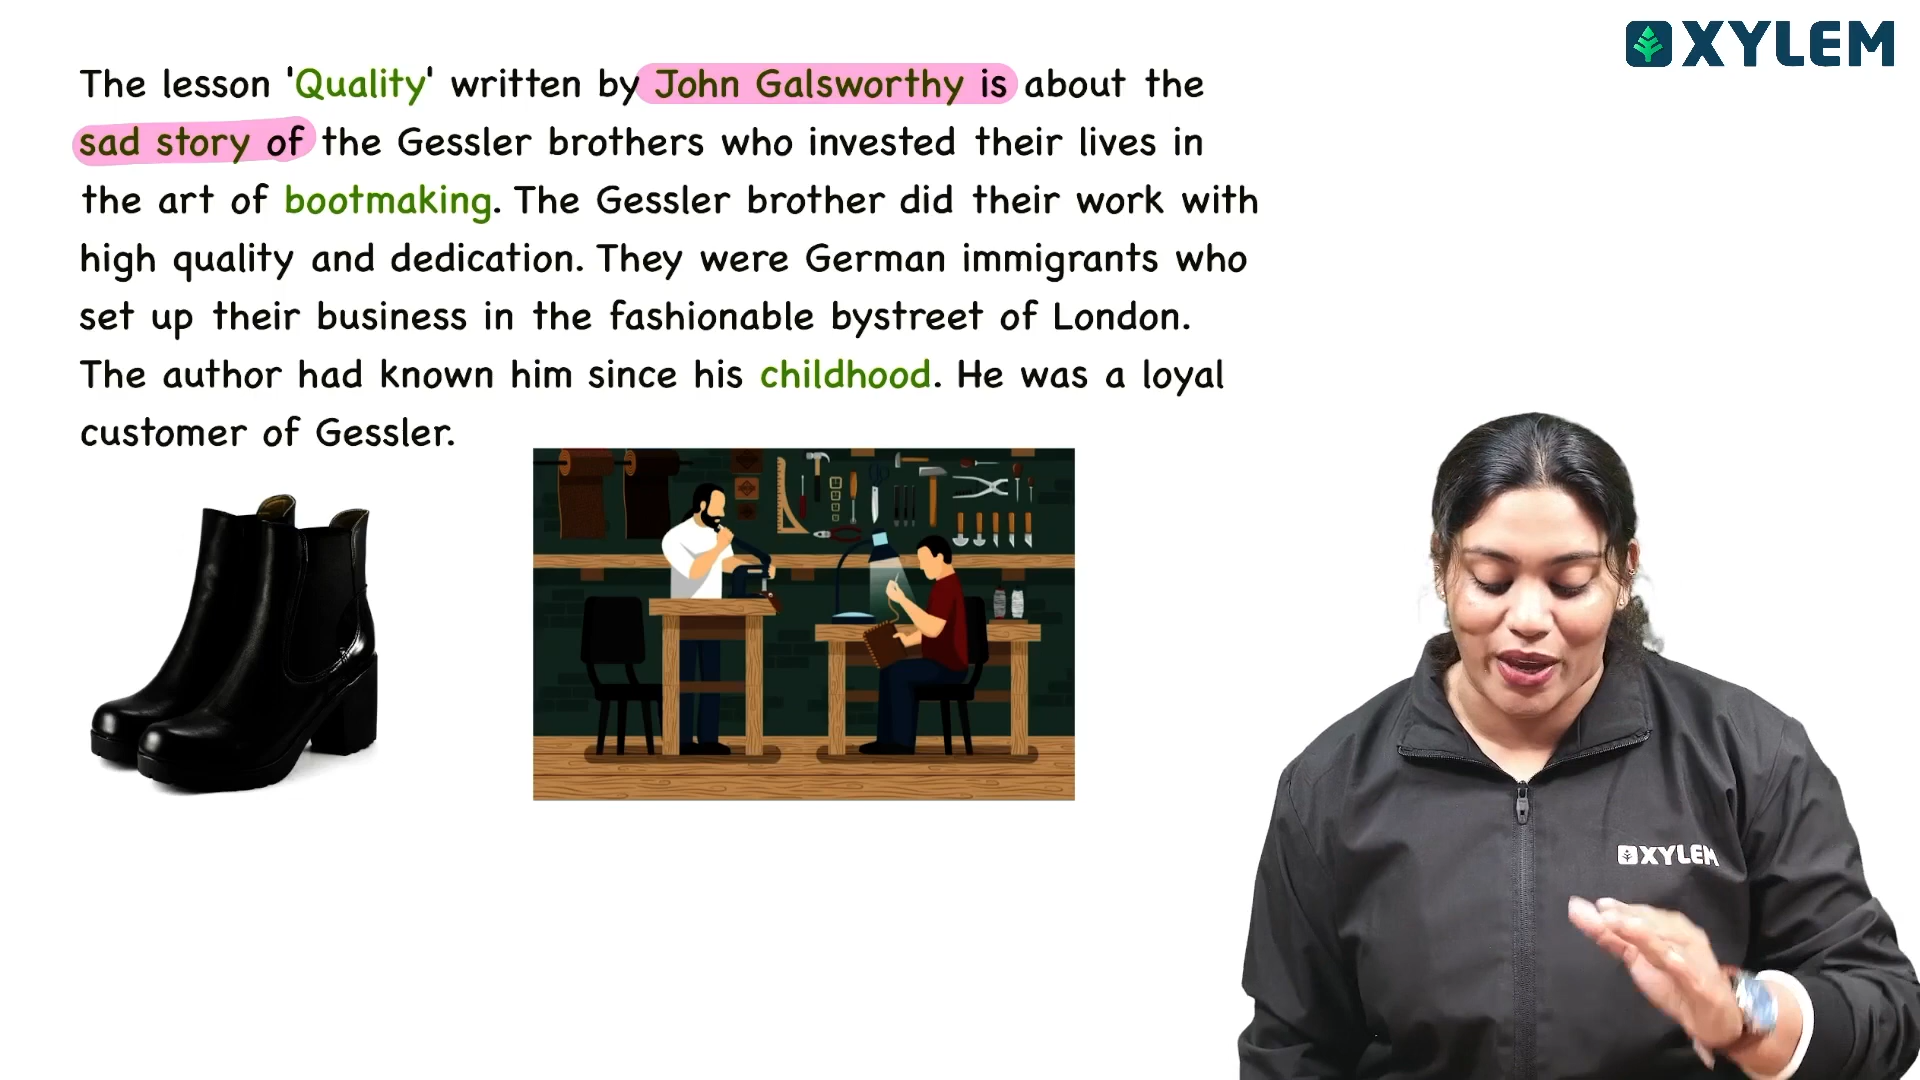 XYLEM
The lesson 'Quality' written by John Galsworthy is about the
sad story of the Gessler brothers who invested their lives in
the art of bootmaking. The Gessler brother did their work with
high quality and dedication. They were German immigrants who
set up their business in the fashionable bystreet of London.
The author had known him since his childhood. He was a loyal
customer of Gessler.
XYLEM